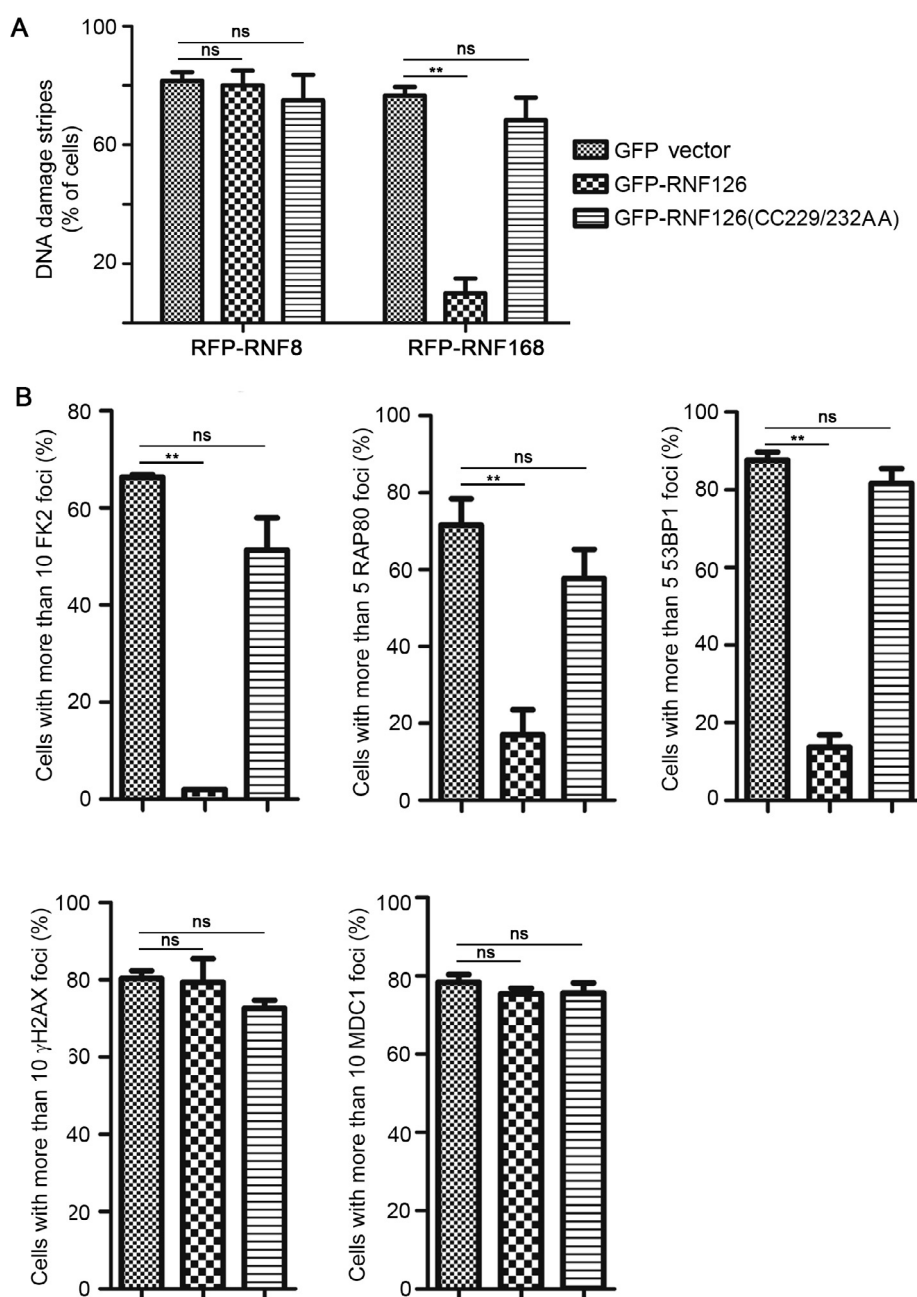 A
DNA damage stripes
(% of cells)
100
60
20
ns
ns
ns
**
RFP-RNF8
RFP-RNF168
GFP vector
GFP-RNF126
GFP-RNF126(CC229/232AA)
B
Cells with more than 10 FK2 foci (%)
80
60
40
20
0
ns
**
Cells with more than 5 RAP80 foci (%)
100
80
60
40
20
0
ns
**
Cells with more than 5 53BP1 foci (%)
100
80
60
40
20
0
ns
**
Cells with more than 10 γH2AX foci (%)
100
80
60
40
20
0
ns
ns
Cells with more than 10 MDC1 foci (%)
100
80
60
40
20
0
ns
ns